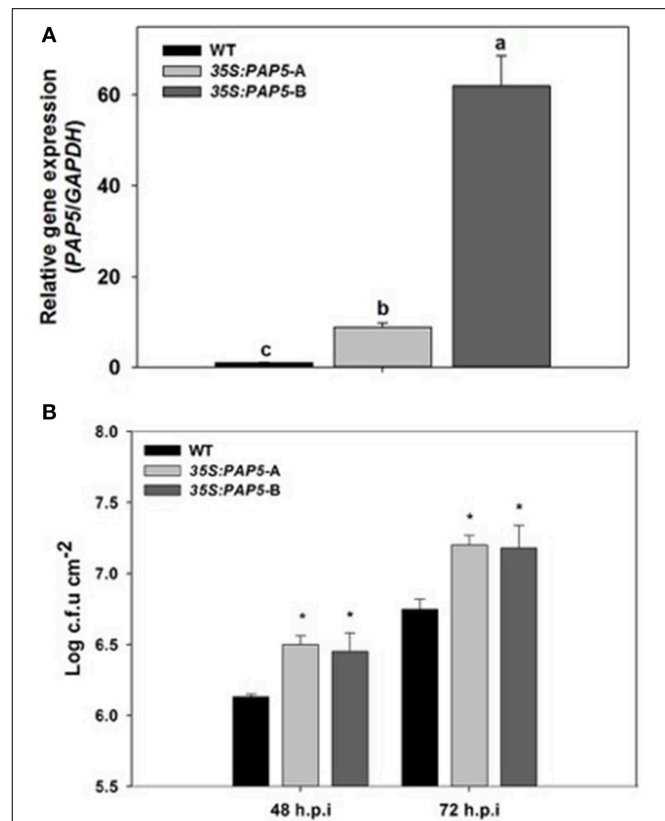 A
WT
35S:PAP5-A
35S:PAP5-B
a
b
c
Relative gene expression
(PAP5/GAPDH)
60
40
20
0
B
WT
35S:PAP5-A
35S:PAP5-B
* * * *
Log c.f.u cm-2
8.0
7.5
7.0
6.5
6.0
5.5
48 h.p.i 72 h.p.i